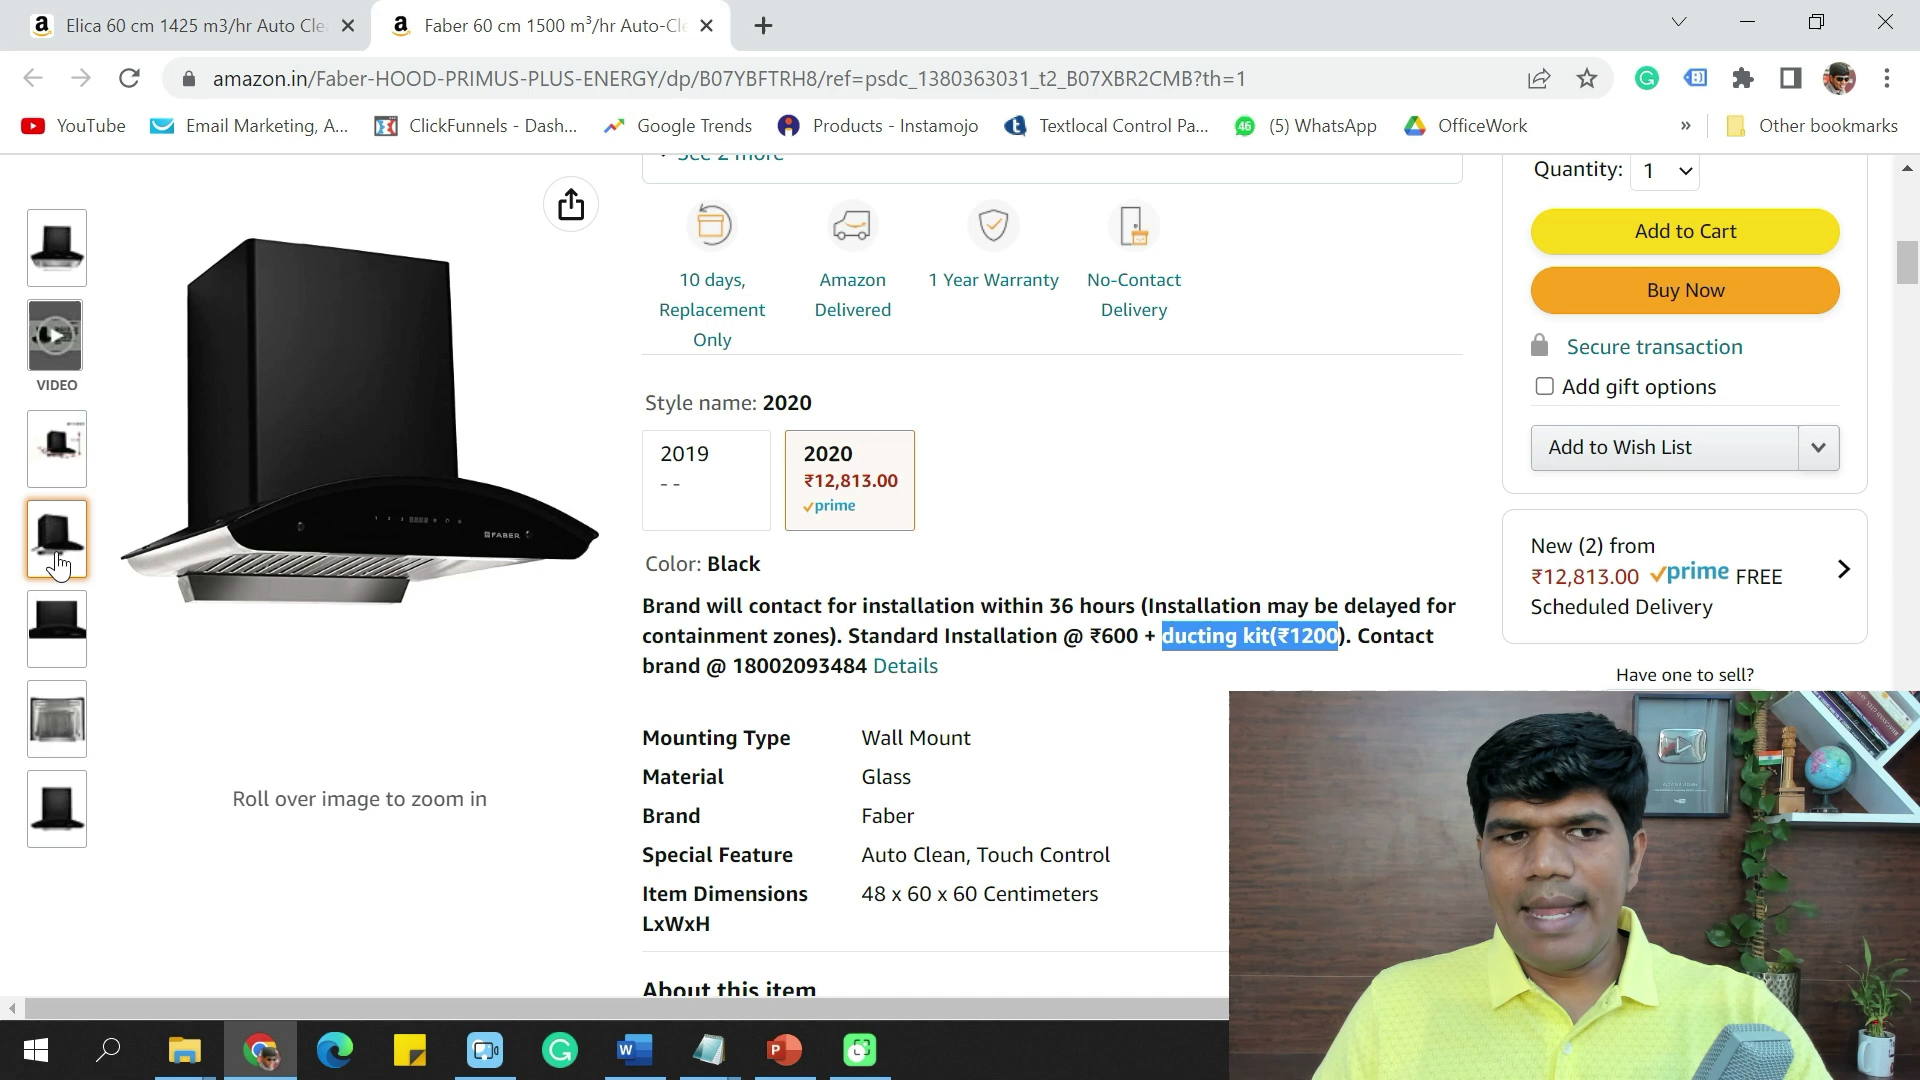 Elica 60 cm 1425 m3/hr Auto Cle
Faber 60 cm 1500 m³/hr Auto-Cle
amazon.in/Faber-HOOD-PRIMUS-PLUS-ENERGY/dp/B07YBFTRH8/ref=psdc_1380363031_t2_B07XBR2CMB?th=1
YouTube
Email Marketing, A...
ClickFunnels - Dash...
Google Trends
Products - Instamojo
Textlocal Control Pa...
46
(5) WhatsApp
OfficeWork
»
Other bookmarks
See 2 more
10 days,
Replacement
Only
Amazon
Delivered
1 Year Warranty
No-Contact
Delivery
Style name: 2020
2019
- -
2020
₹12,813.00
prime
Color: Black
Brand will contact for installation within 36 hours (Installation may be delayed for
containment zones). Standard Installation @ ₹600 + ducting kit(₹1200). Contact
brand @ 18002093484 Details
Mounting Type Wall Mount
Material Glass
Brand Faber
Special Feature Auto Clean, Touch Control
Item Dimensions 48 x 60 x 60 Centimeters
LxWxH
About this item
VIDEO
FABER
Roll over image to zoom in
Quantity: 1
Add to Cart
Buy Now
Secure transaction
Add gift options
Add to Wish List
New (2) from
₹12,813.00 prime FREE
Scheduled Delivery
Have one to sell?